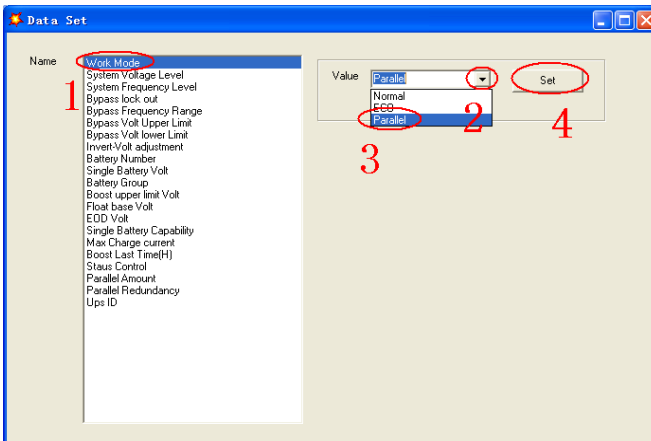 Data Set
Name
Work Mode
System Voltage Level
System Frequency Level
Bypass lock out
Bypass Frequency Range
Bypass Volt Upper Limit
Bypass Volt lower Limit
Invert-Volt adjustment
Battery Number
Single Battery Volt
Battery Group
Boost upper limit Volt
Float base Volt
EOD Volt
Single Battery Capability
Max Charge current
Boost Last Time(H)
Staus Control
Parallel Amount
Parallel Redundancy
Ups ID
1
Value
Parallel
Normal
ECO
Parallel
2
3
Set
4